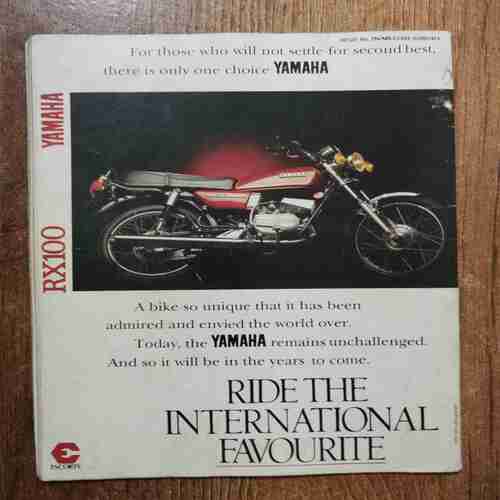 For those who will not settle for second best,
there is only one choice YAMAHA
RX100 YAMAHA
YAMAHA
A bike so unique that it has been
admired and envied the world over.
Today, the YAMAHA remains unchallenged.
And so it will be in the years to come.
RIDE THE
INTERNATIONAL
FAVOURITE
ESCORTS